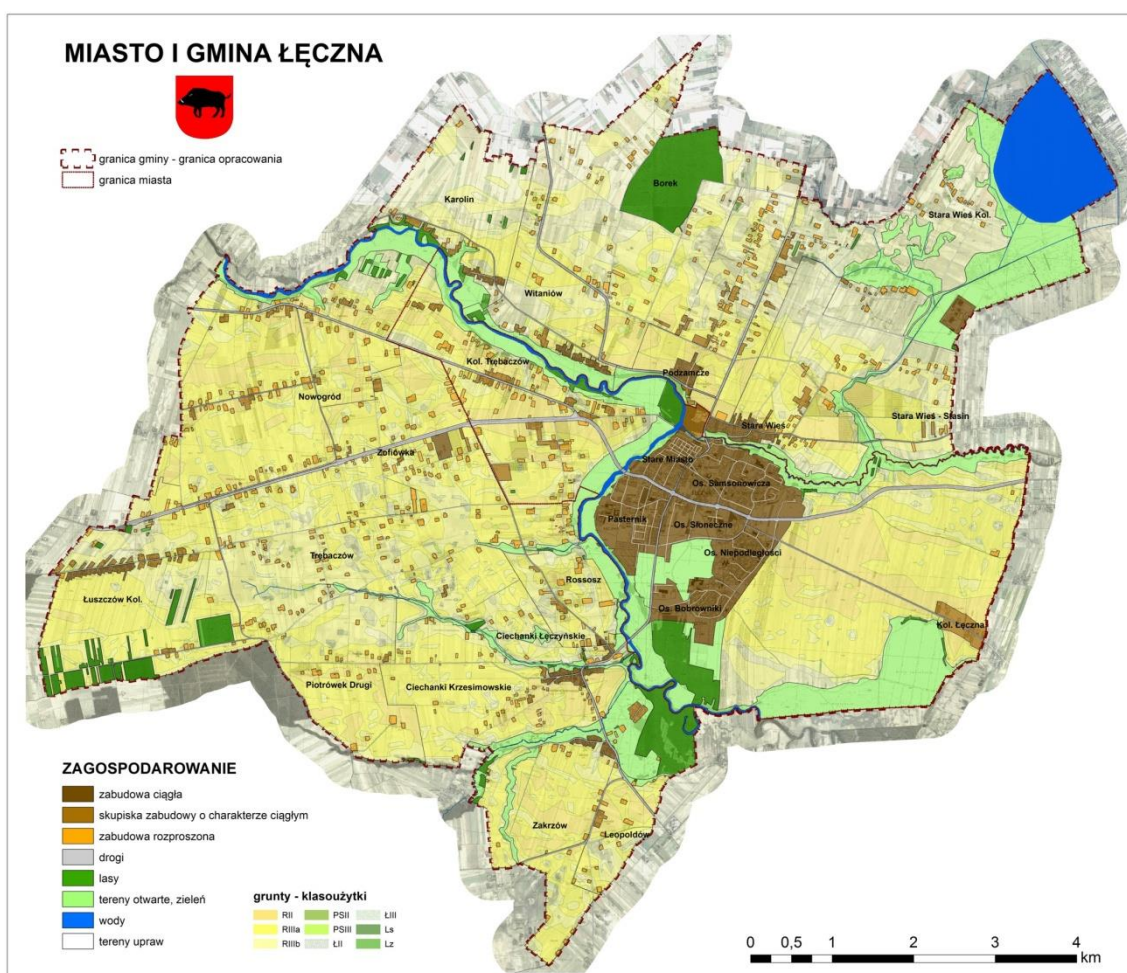 MIASTO I GMINA ŁĘCZNA
granica gminy - granica opracowania
granica miasta
Karolin
Borek
Stara Wieś Kol.
Witaniów
Kol. Trębaczów
Podzamcze
Nowogród
Stara Wieś
Stara Wieś - Stasin
Zofiówka
Stare Miasto
Os. Samsonowicza
Pasternik
Os. Słoneczne
Os. Niepodległości
Trębaczów
Rossosz
Łuszczów Kol.
Os. Bobrowniki
Kol. Łęczna
Ciechanki Łęczyńskie
Piotrówek Drugi
Ciechanki Krzesimowskie
Zakrzów
Leopoldów
ZAGOSPODAROWANIE
zabudowa ciągła
skupiska zabudowy o charakterze ciągłym
zabudowa rozproszona
drogi
lasy
tereny otwarte, zieleń
wody
tereny upraw
grunty - klasoużytki
RII PSII ŁIII
RIIIa PSIII Ls
RIIIb ŁII Lz
0 0,5 1 2 3 4
km